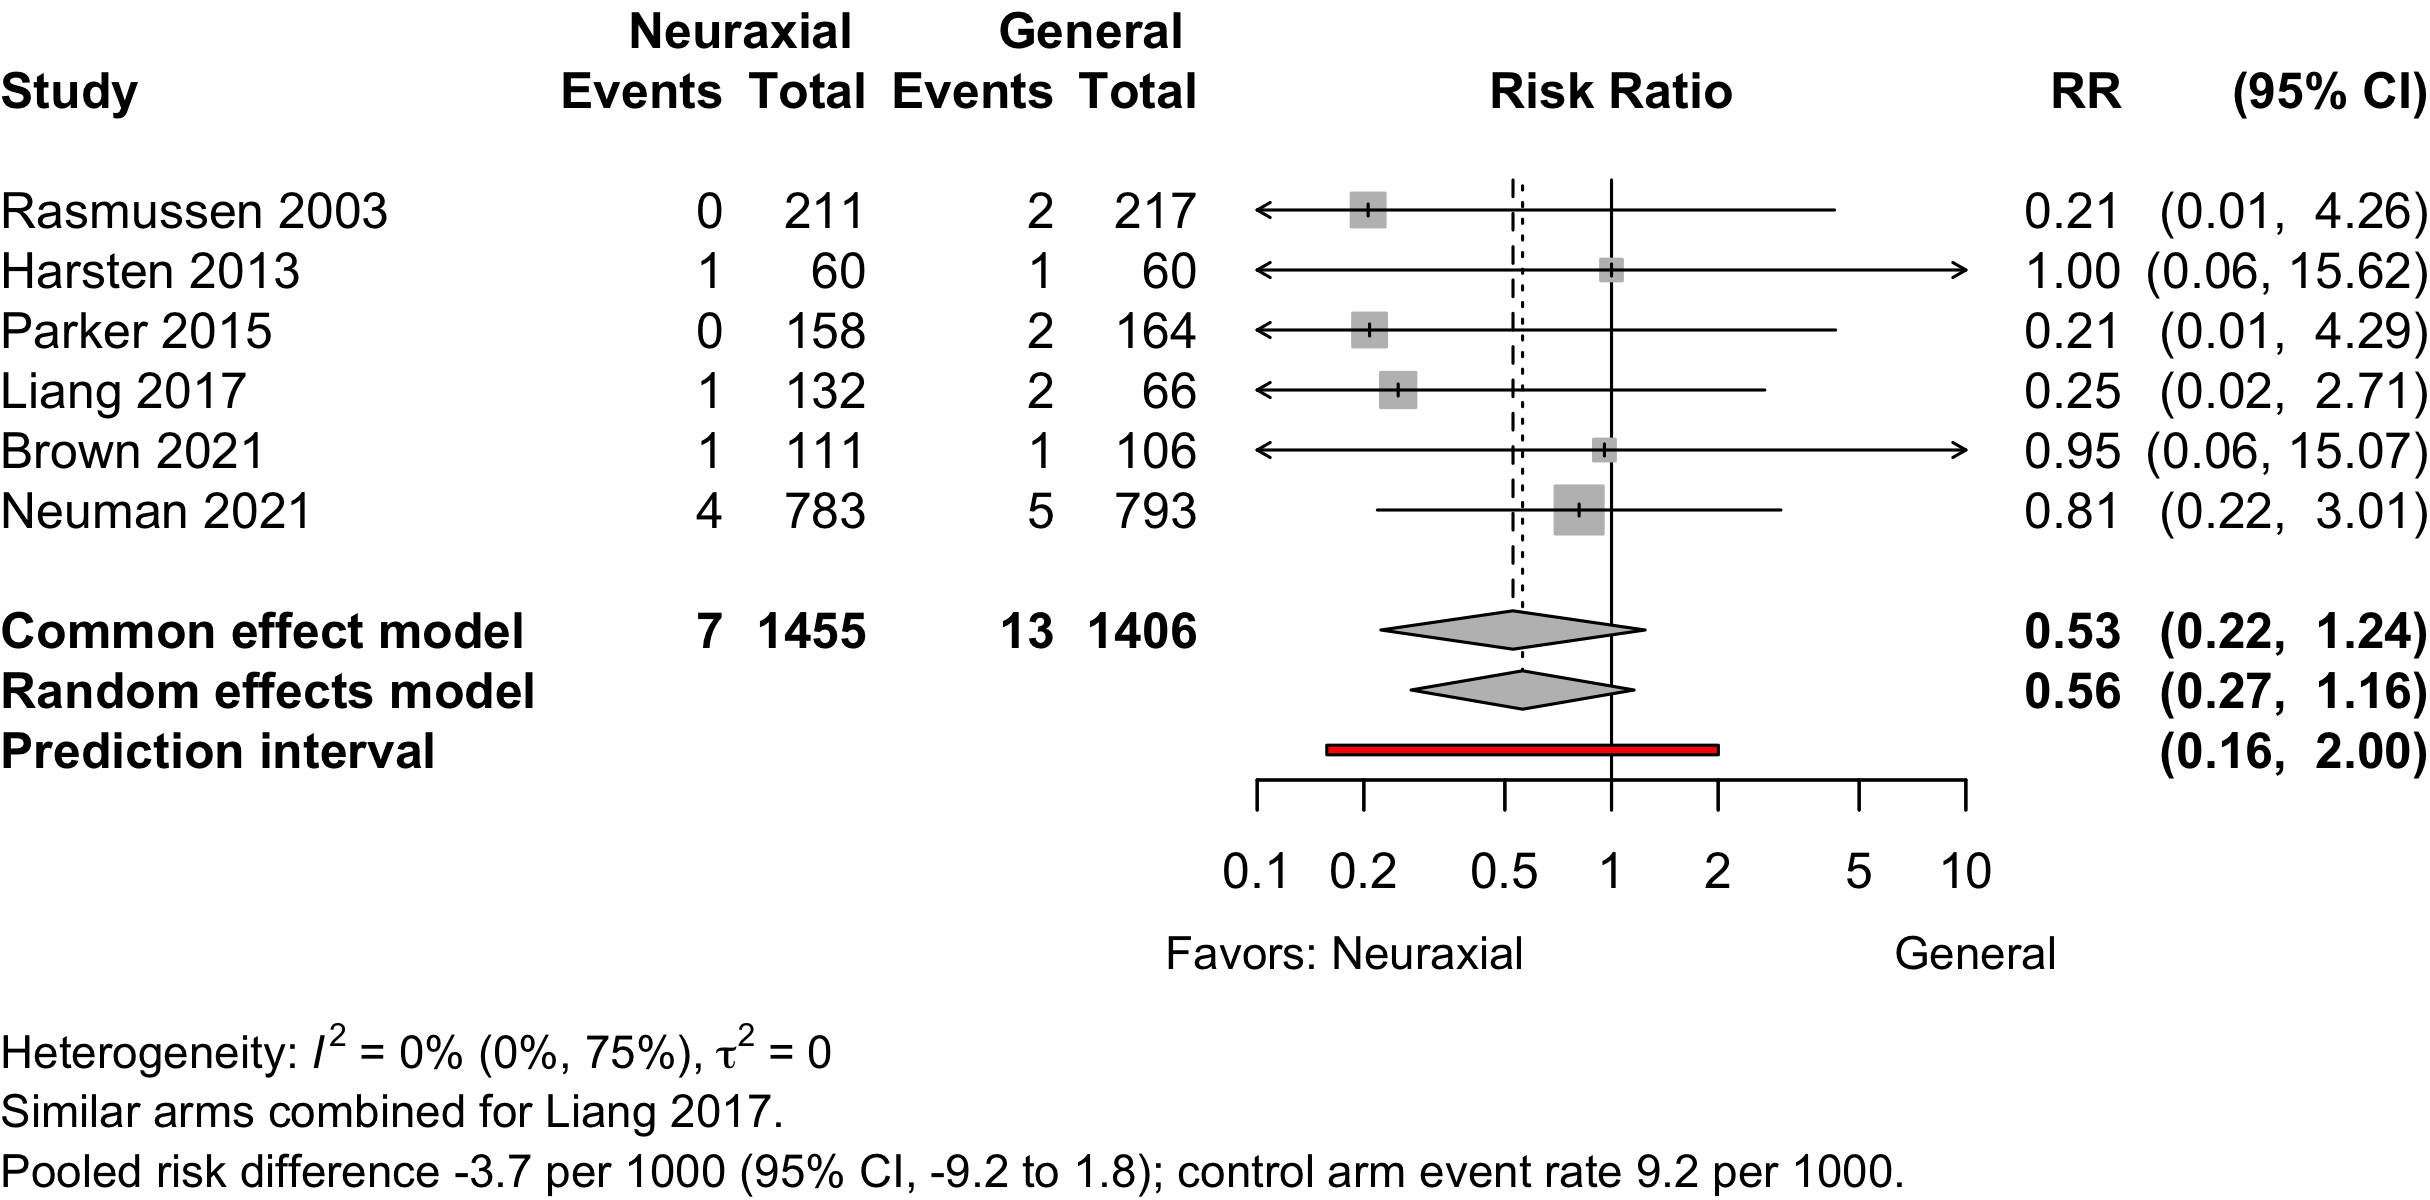 Neuraxial General
Study Events Total Events Total Risk Ratio RR (95% CI)
Rasmussen 2003 0 211 2 217 0.21 (0.01, 4.26)
Harsten 2013 1 60 1 60 1.00 (0.06, 15.62)
Parker 2015 0 158 2 164 0.21 (0.01, 4.29)
Liang 2017 1 132 2 66 0.25 (0.02, 2.71)
Brown 2021 1 111 1 106 0.95 (0.06, 15.07)
Neuman 2021 4 783 5 793 0.81 (0.22, 3.01)
Common effect model 7 1455 13 1406 0.53 (0.22, 1.24)
Random effects model 0.56 (0.27, 1.16)
Prediction interval (0.16, 2.00)
0.1 0.2 0.5 1 2 5 10
Favors: Neuraxial General
Heterogeneity: I² = 0% (0%, 75%), τ² = 0
Similar arms combined for Liang 2017.
Pooled risk difference -3.7 per 1000 (95% CI, -9.2 to 1.8); control arm event rate 9.2 per 1000.